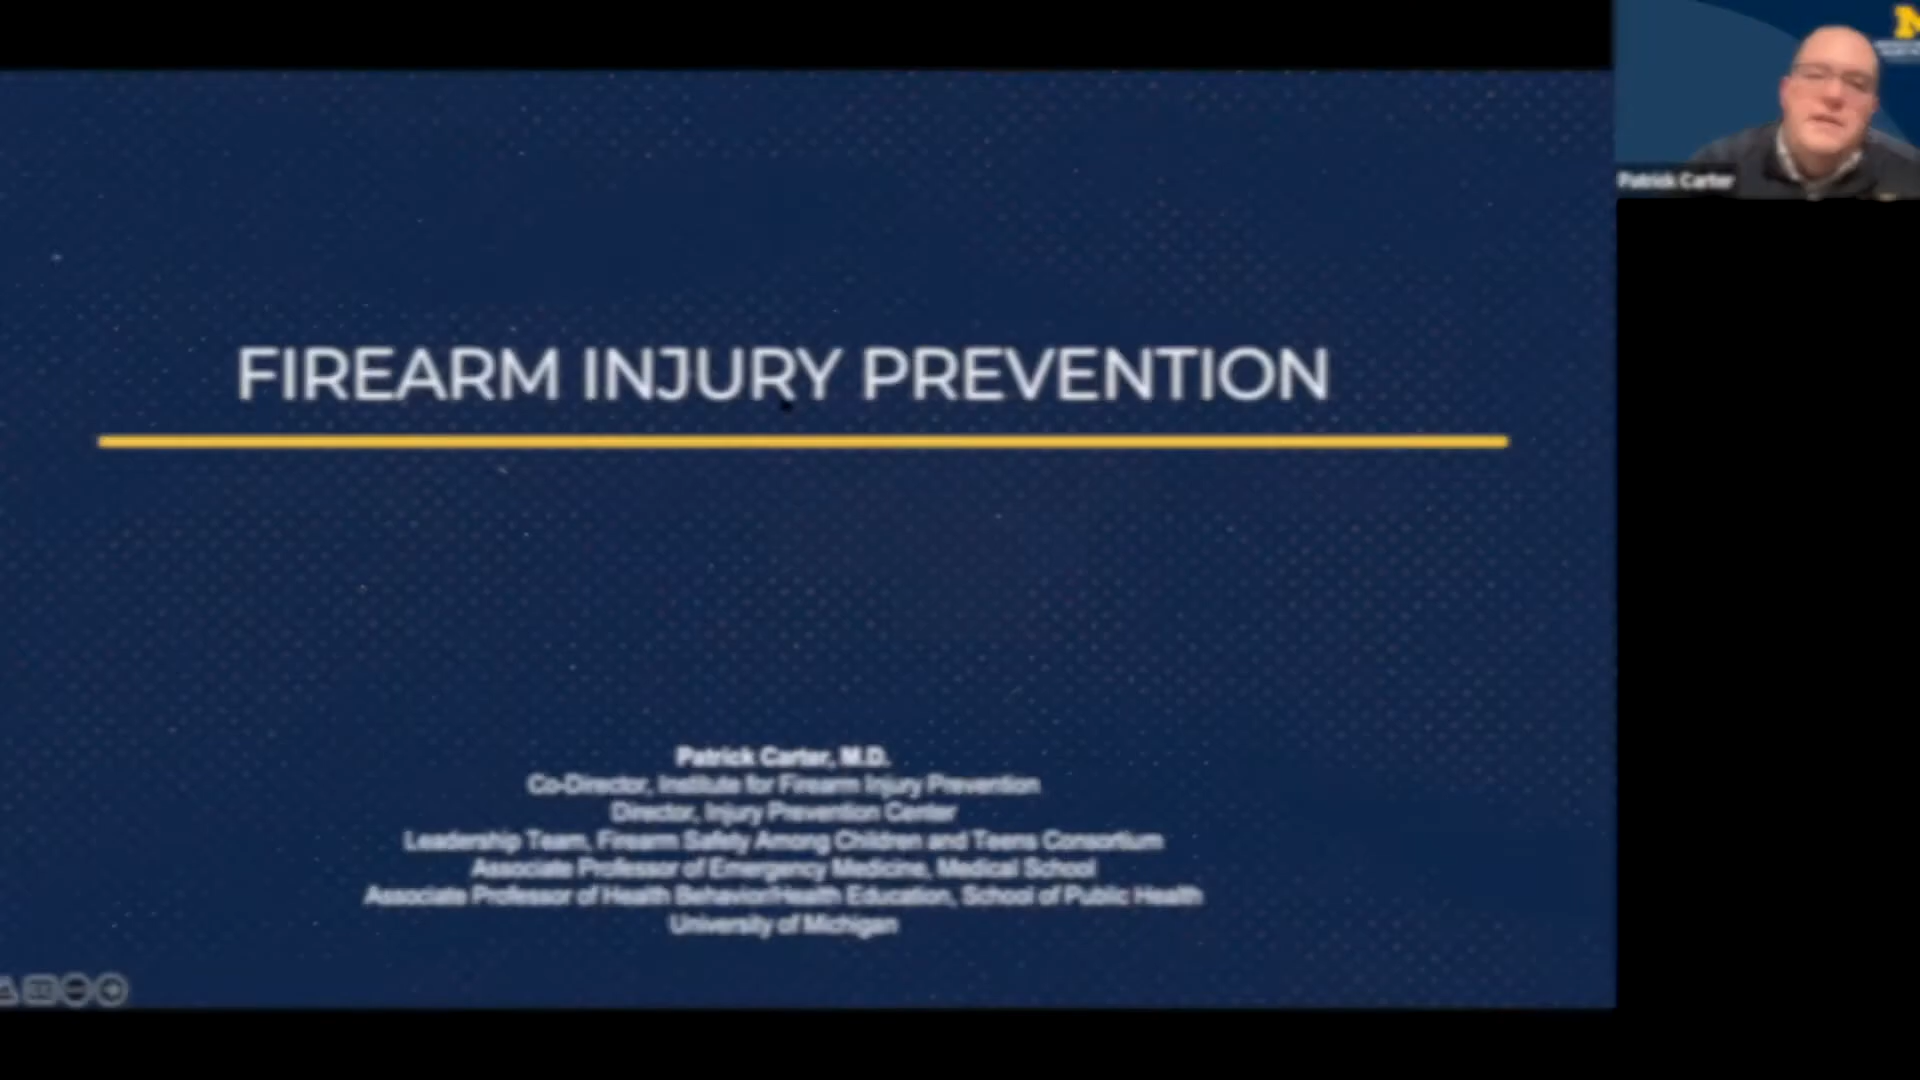 FIREARM INJURY PREVENTION
Patrick Carter, M.D.
Co-Director, Institute for Firearm Injury Prevention
Director, Injury Prevention Center
Leadership Team, Firearm Safety Among Children and Teens Consortium
Associate Professor of Emergency Medicine, Medical School
Associate Professor of Health Behavior/Health Education, School of Public Health
University of Michigan
Patrick Carter